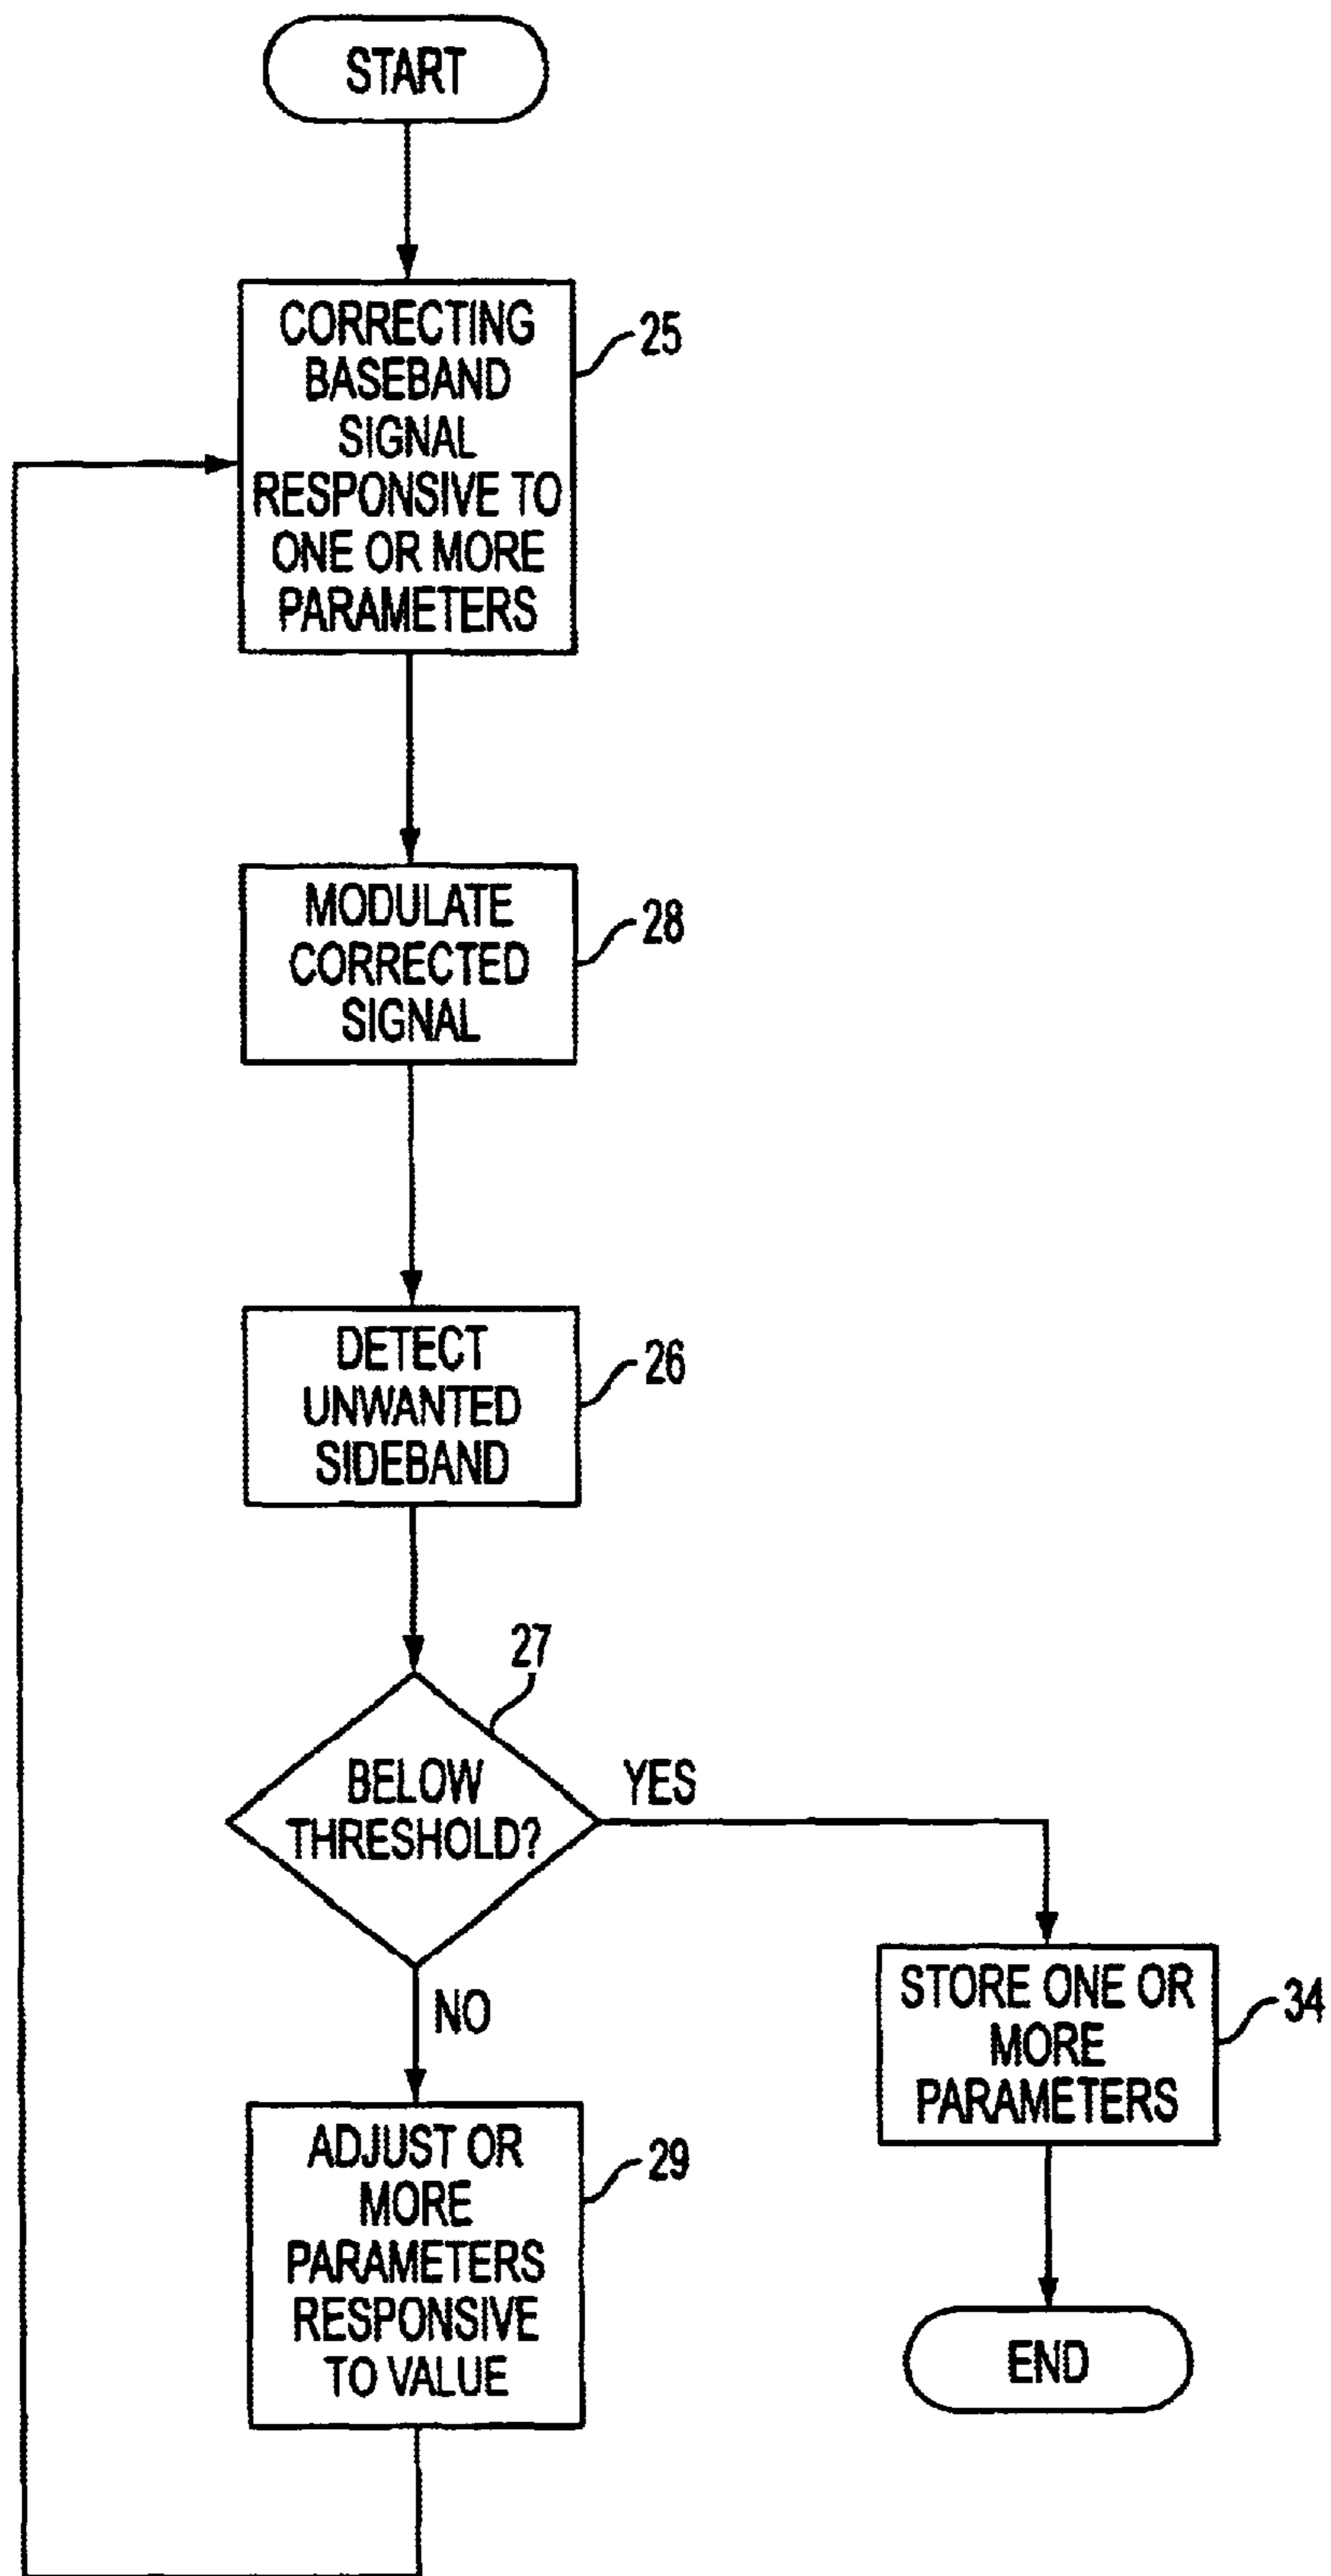 START
CORRECTING
BASEBAND
SIGNAL
RESPONSIVE TO
ONE OR MORE
PARAMETERS
25
MODULATE
CORRECTED
SIGNAL
28
DETECT
UNWANTED
SIDEBAND
26
27
BELOW
THRESHOLD?
YES
NO
STORE ONE OR
MORE
PARAMETERS
34
ADJUST OR
MORE
PARAMETERS
RESPONSIVE
TO VALUE
29
END